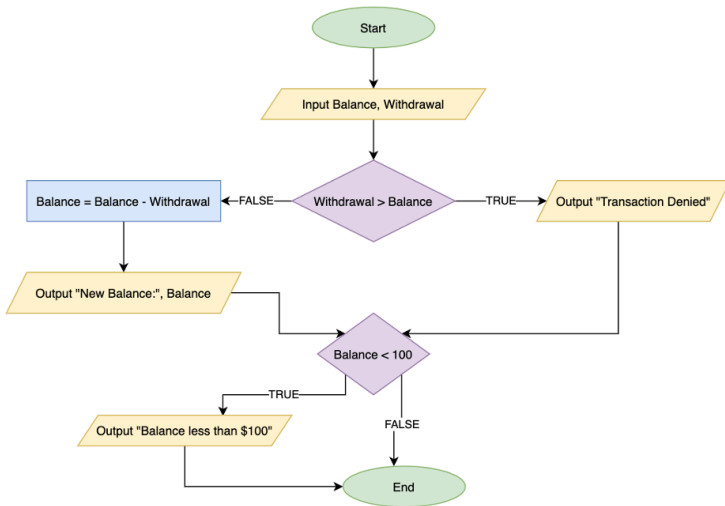 Start
Input Balance, Withdrawal
Balance = Balance - Withdrawal
FALSE
Withdrawal > Balance
TRUE
Output "Transaction Denied"
Output "New Balance:", Balance
Balance < 100
TRUE
FALSE
Output "Balance less than $100"
End